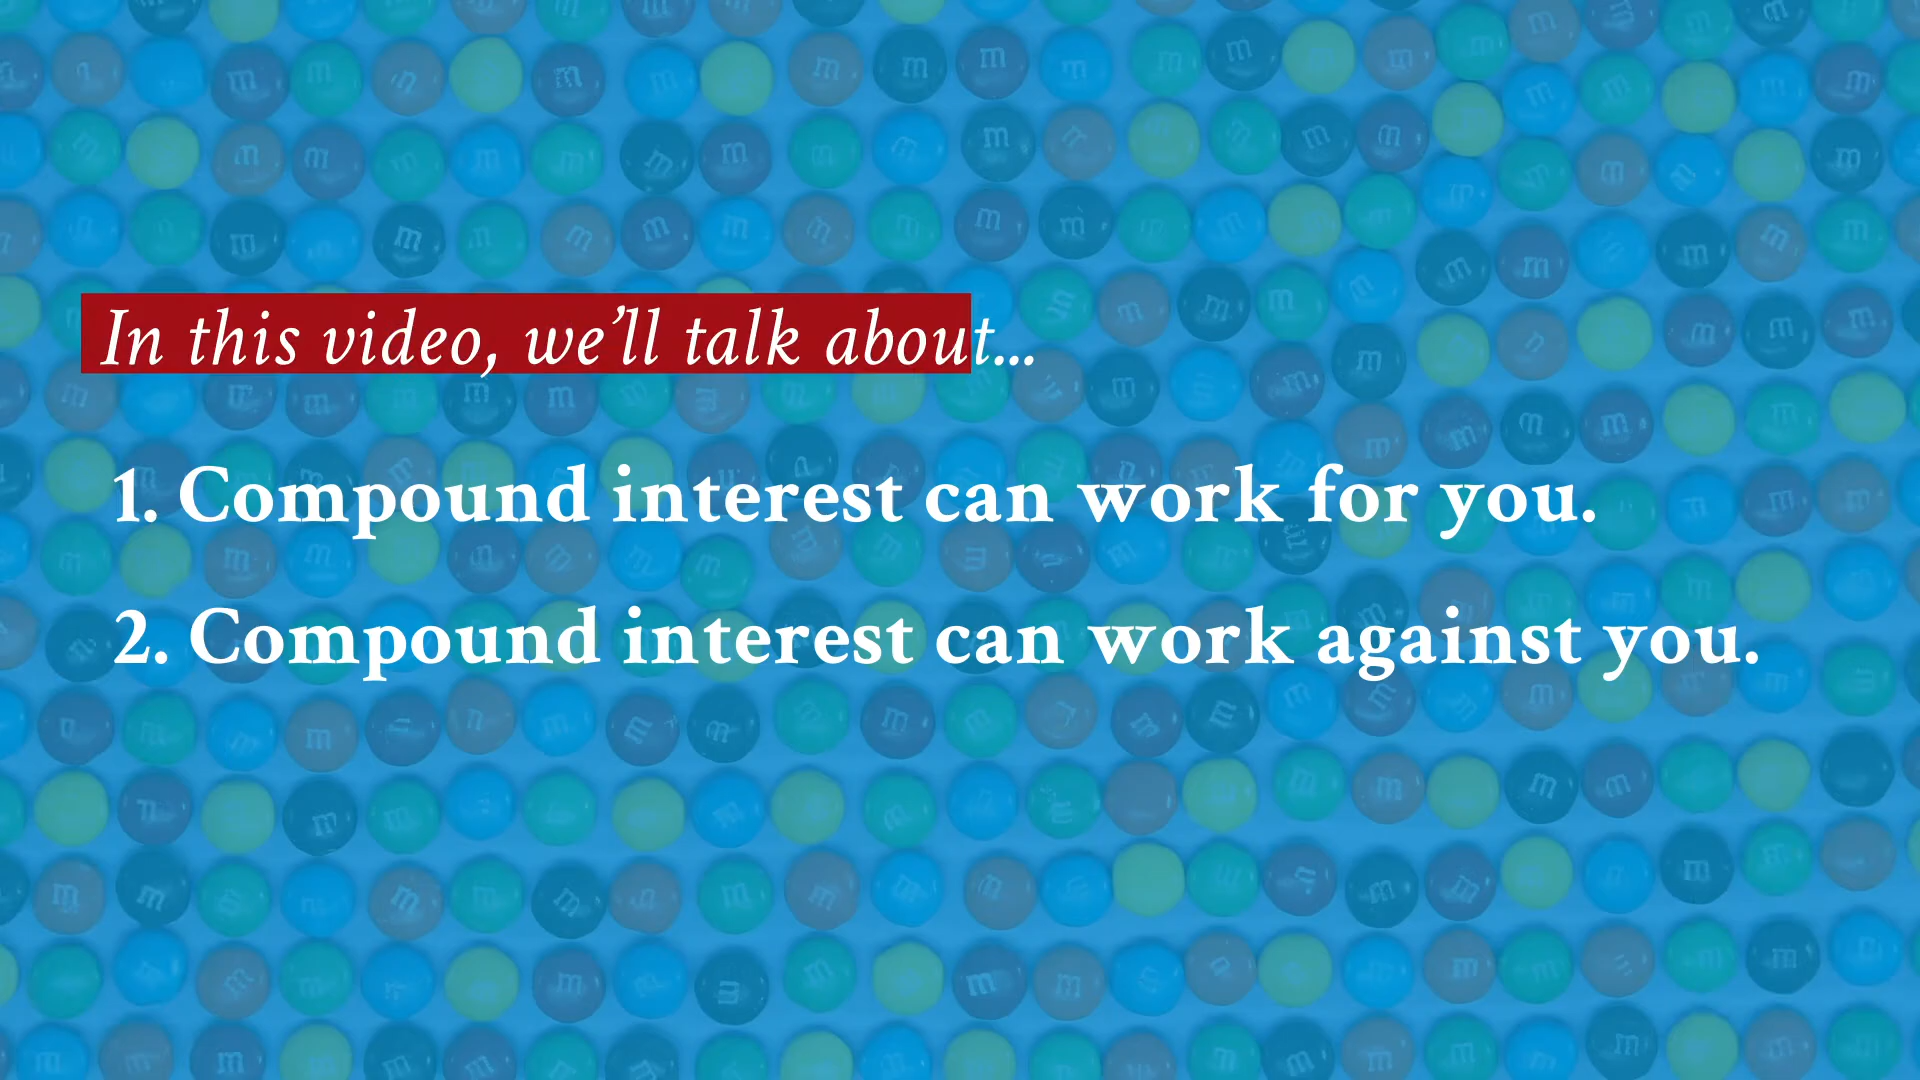 In this video, we’ll talk about...
1. Compound interest can work for you.
2. Compound interest can work against you.